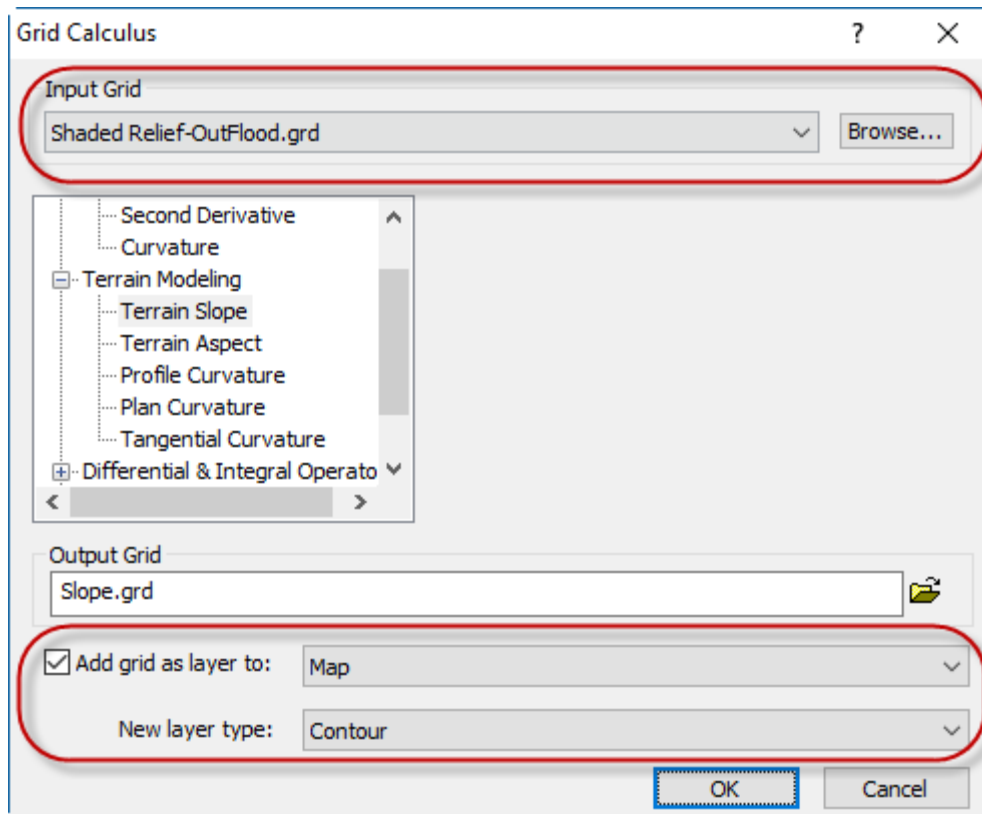 Grid Calculus ?
Input Grid
Shaded Relief-OutFlood.grd Browse...
Second Derivative
Curvature
Terrain Modeling
Terrain Slope
Terrain Aspect
Profile Curvature
Plan Curvature
Tangential Curvature
Differential & Integral Operato
Output Grid
Slope.grd
Add grid as layer to: Map
New layer type: Contour
OK Cancel